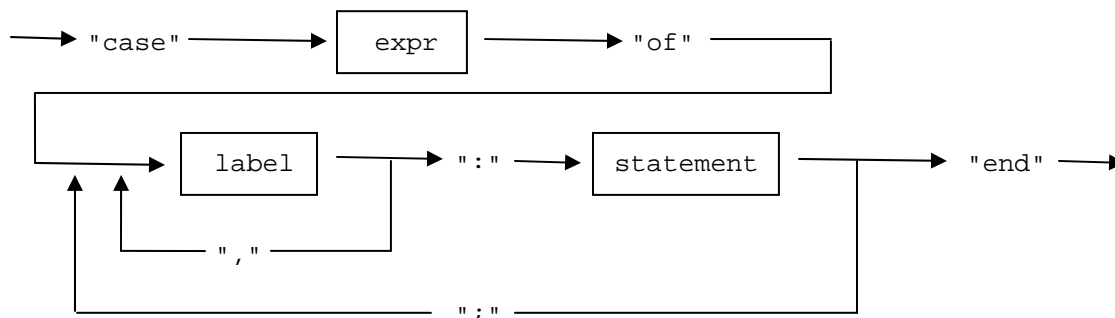 "case" expr "of"
label ":" statement "end"
","
";"